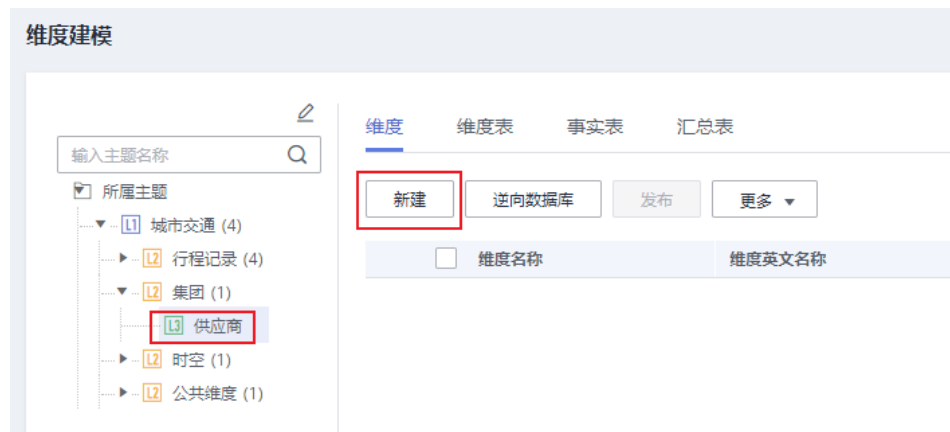 维度建模
维度 维度表 事实表 汇总表
输入主题名称
所属主题
新建 逆向数据库 发布 更多
L1 城市交通 (4)
L2 行程记录 (4)
维度名称 维度英文名称
L2 集团 (1)
L3 供应商
L2 时空 (1)
L2 公共维度 (1)